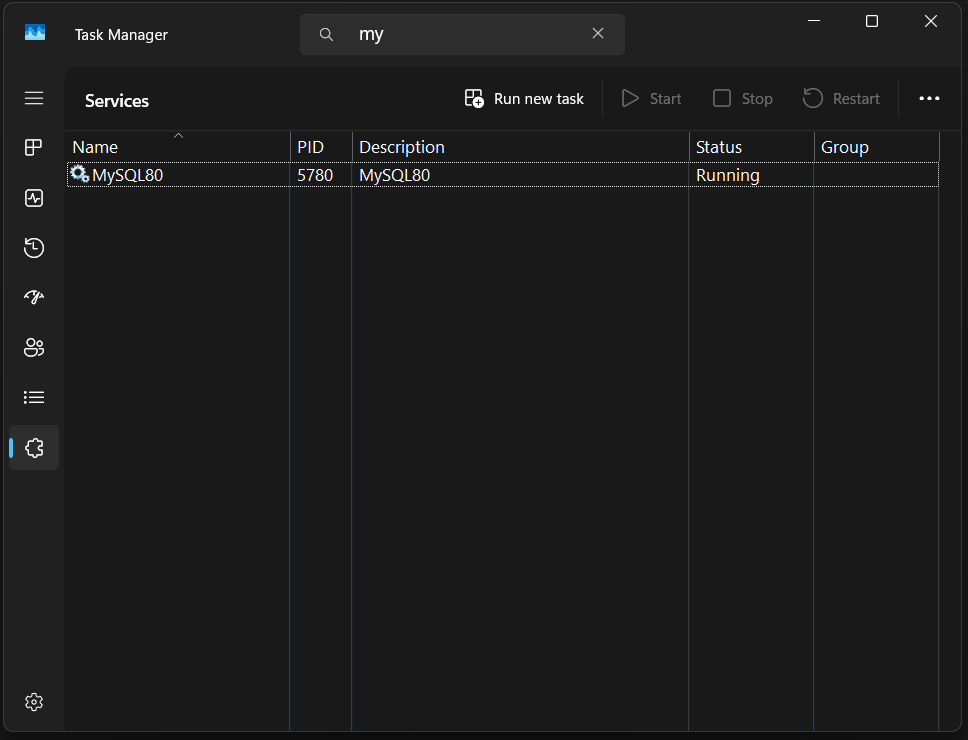 Task Manager
my
Services
Run new task
Start
Stop
Restart
Name PID Description Status Group
MySQL80 5780 MySQL80 Running